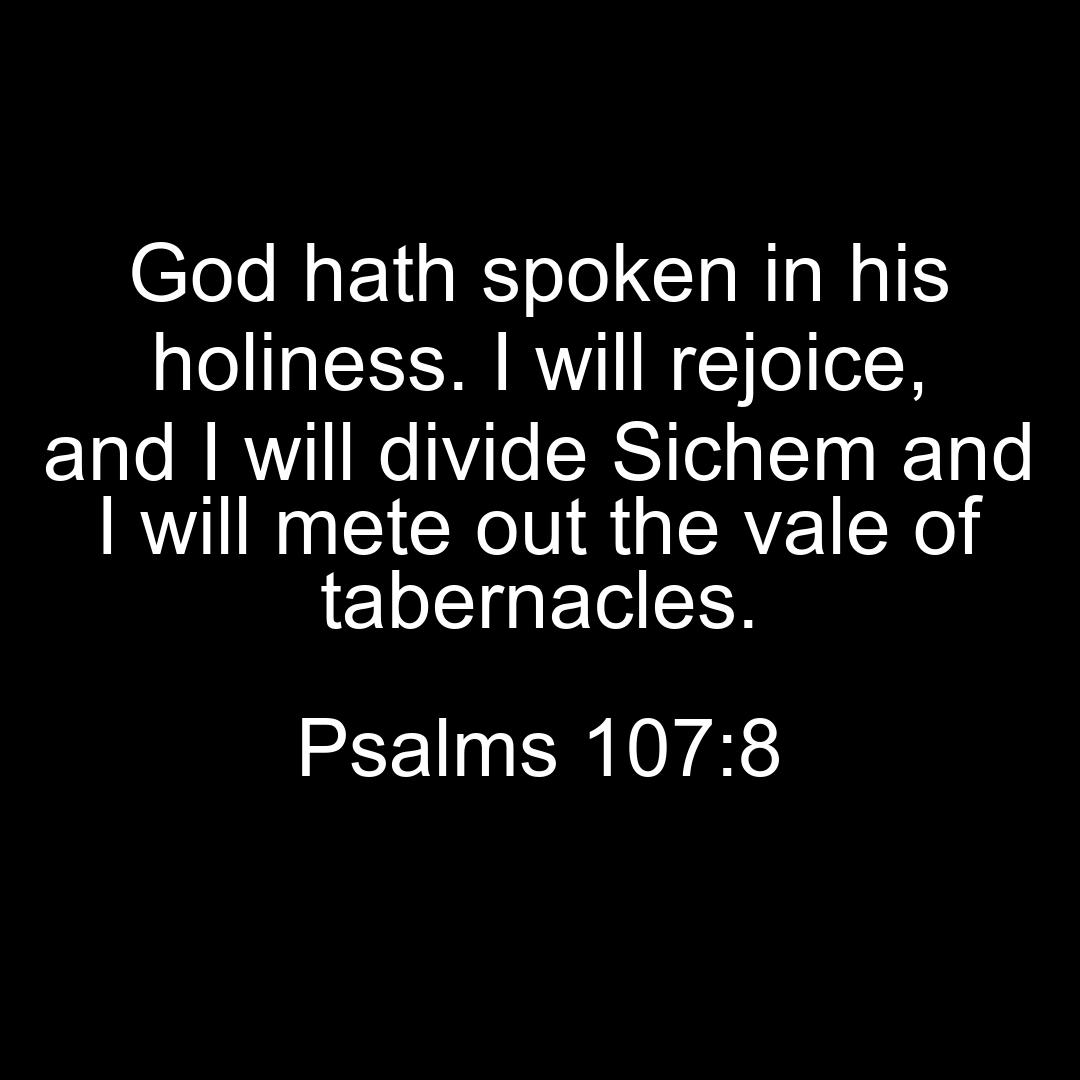 God hath spoken in his
holiness. I will rejoice,
and I will divide Sichem and
I will mete out the vale of
tabernacles.
Psalms 107:8